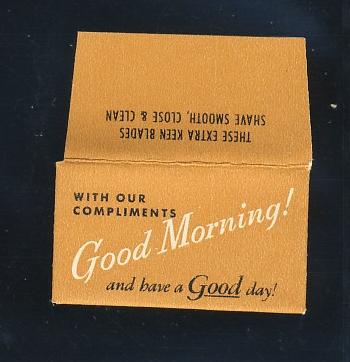 THESE EXTRA KEEN BLADES
SHAVE SMOOTH, CLOSE & CLEAN
WITH OUR
COMPLIMENTS
Good Morning!
and have a Good day!